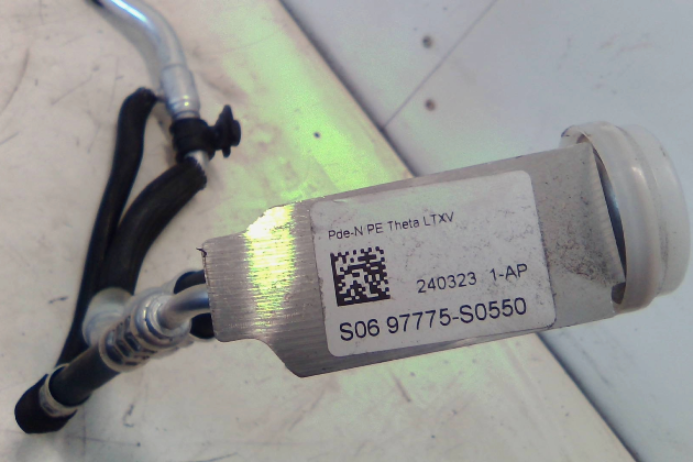 Pde-N PE Theta LTXV
240323 1-AP
S06 97775-S0550